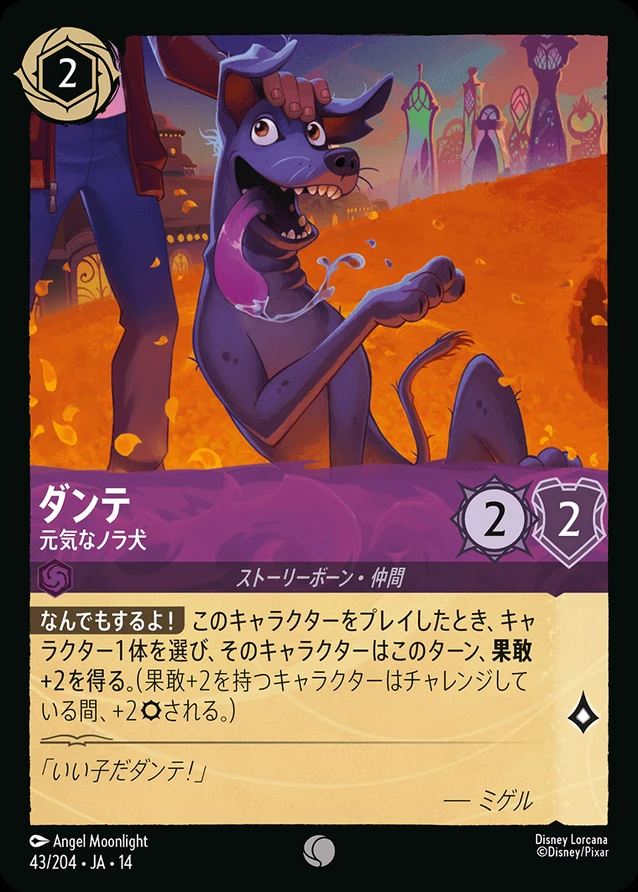 2
ダンテ
元気なノラ犬
2
2
ストーリーボーン・仲間
なんでもするよ! このキャラクターをプレイしたとき、キャ
ラクター1体を選び、そのキャラクターはこのターン、果敢
+2を得る。(果敢+2を持つキャラクターはチャレンジして
いる間、+2される。)
「いい子だダンテ!」
― ミゲル
Angel Moonlight
43/204・JA・14
Disney Lorcana
©Disney/Pixar